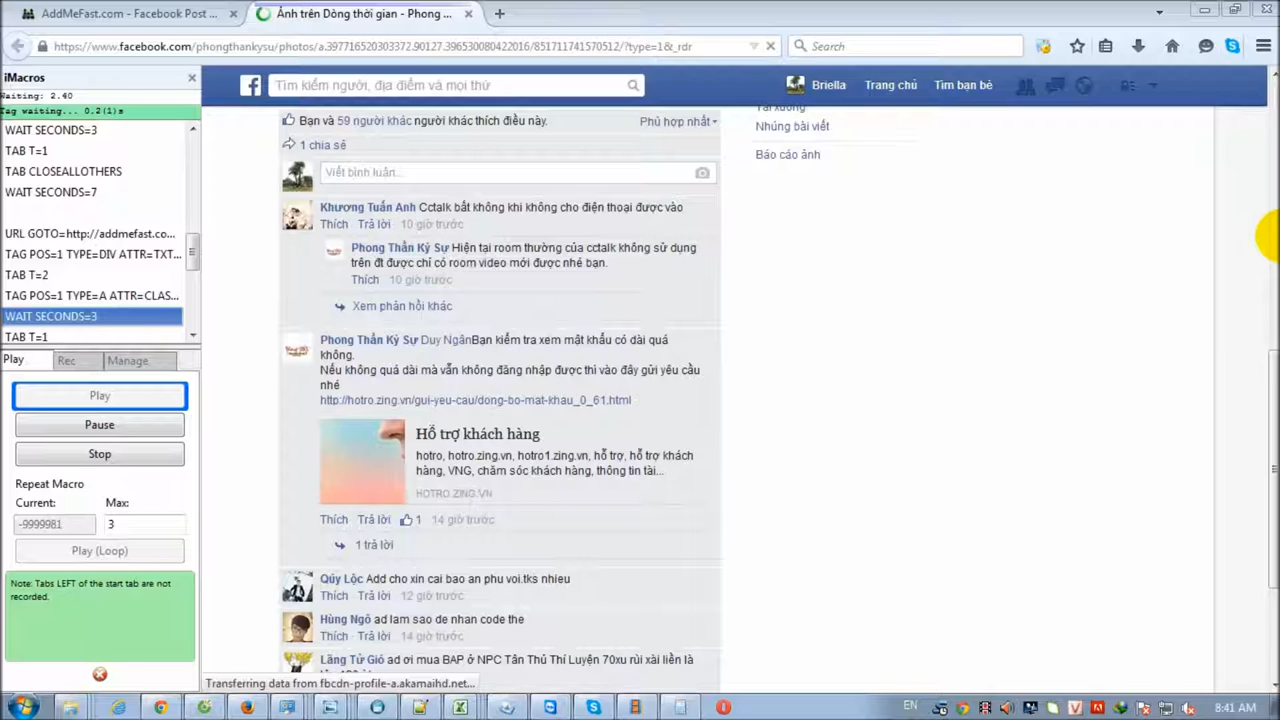 AddMeFast.com - Facebook Post ...
Ảnh trên Dòng thời gian - Phong ...
https://www.facebook.com/phongthankysu/photos/a.397716520303372.90127.396530080422016/851711741570512/?type=1&t_rdr
Search
iMacros
Waiting: 2.40
Tag waiting... 0.2(1)s
WAIT SECONDS=3
TAB T=1
TAB CLOSEALLOTHERS
WAIT SECONDS=7
URL GOTO=http://addmefast.co...
TAG POS=1 TYPE=DIV ATTR=TXT...
TAB T=2
TAG POS=1 TYPE=A ATTR=CLAS...
WAIT SECONDS=3
TAB T=1
Play
Rec
Manage
Play
Pause
Stop
Repeat Macro
Current:
Max:
-9999981
3
Play (Loop)
Note: Tabs LEFT of the start tab are not
recorded.
Tìm kiếm người, địa điểm và mọi thứ
Briella
Trang chủ
Tìm bạn bè
Tải xuống
Nhúng bài viết
Báo cáo ảnh
Bạn và 59 người khác người khác thích điều này.
Phù hợp nhất
1 chia sẻ
Viết bình luận...
Khương Tuấn Anh Cctalk bất không khi không cho điện thoại được vào
Thích · Trả lời · 10 giờ trước
Phong Thần Ký Sự Hiện tại room thường của cctalk không sử dụng
trên đt được chỉ có room video mới được nhé bạn.
Thích · 10 giờ trước
Xem phản hồi khác
Phong Thần Ký Sự Duy NgânBạn kiểm tra xem mật khẩu có dài quá
không.
Nếu không quá dài mà vẫn không đăng nhập được thì vào đây gửi yêu cầu
nhé
http://hotro.zing.vn/gui-yeu-cau/dong-bo-mat-khau_0_61.html
Hỗ trợ khách hàng
hotro, hotro.zing.vn, hotro1.zing.vn, hỗ trợ, hỗ trợ khách
hàng, VNG, chăm sóc khách hàng, thông tin tài...
HOTRO.ZING.VN
Thích · Trả lời · 1 · 14 giờ trước
1 trả lời
Qúy Lộc Add cho xin cai bao an phu voi.tks nhieu
Thích · Trả lời · 12 giờ trước
Hùng Ngô ad lam sao de nhan code the
Thích · Trả lời · 14 giờ trước
Lãng Tử Gió ad ơi mua BAP ở NPC Tân Thủ Thí Luyện 70xu rùi xài liền là
Transferring data from fbcdn-profile-a.akamaihd.net...
EN
8:41 AM